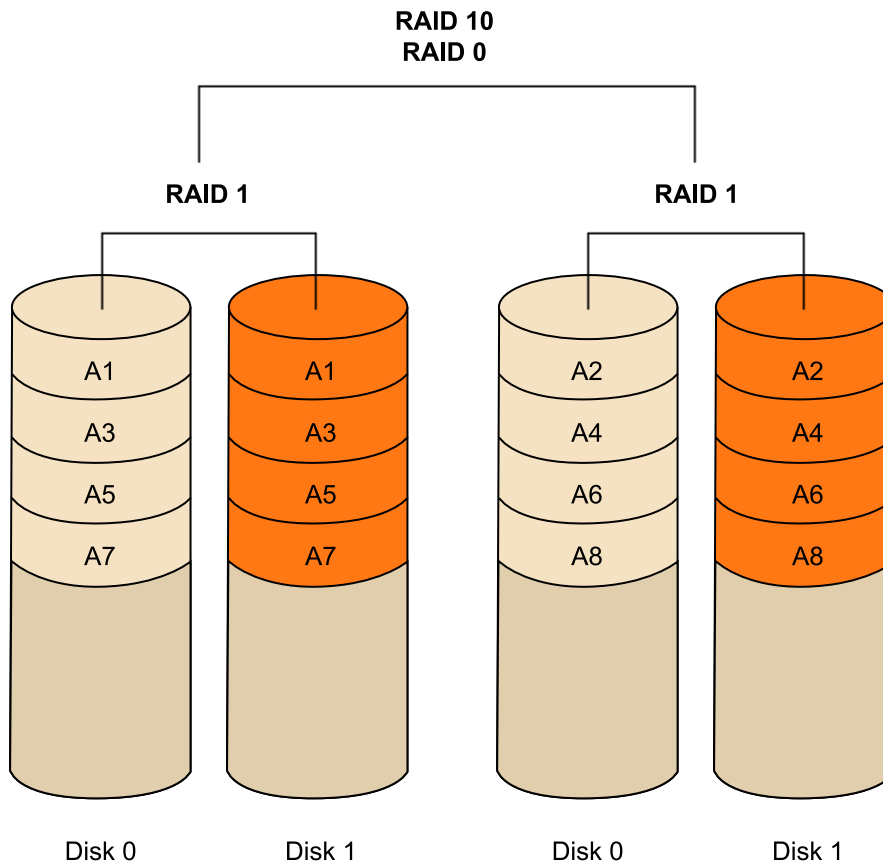 RAID 10
RAID 0
RAID 1 RAID 1
A1 A1 A2 A2
A3 A3 A4 A4
A5 A5 A6 A6
A7 A7 A8 A8
Disk 0 Disk 1 Disk 0 Disk 1